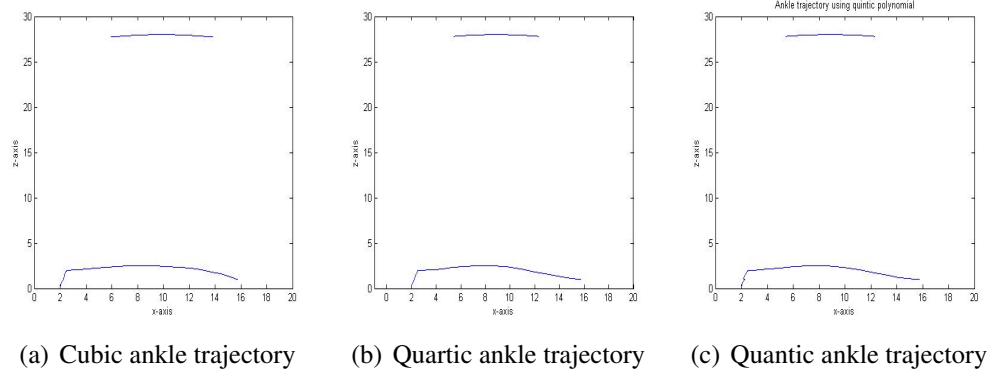 Ankle trajectory using quintic polynomial
30
25
20
15
10
5
0
z-axis
0 2 4 6 8 10 12 14 16 18 20
x-axis
30
25
20
15
10
5
0
z-axis
0 2 4 6 8 10 12 14 16 18 20
x-axis
30
25
20
15
10
5
0
z-axis
0 2 4 6 8 10 12 14 16 18 20
x-axis
(a) Cubic ankle trajectory
(b) Quartic ankle trajectory
(c) Quantic ankle trajectory